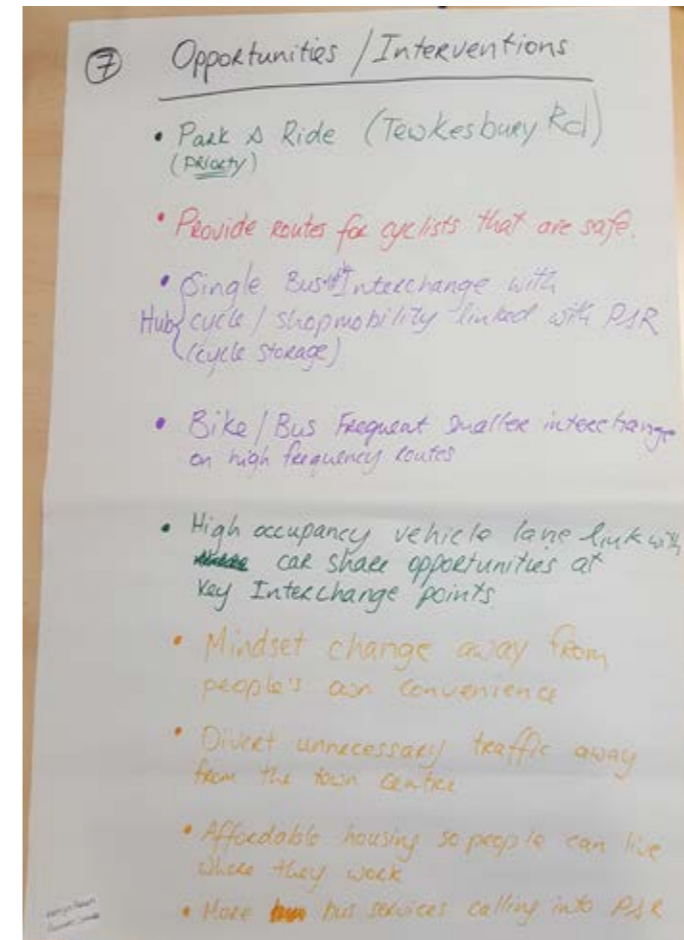 7 Opportunities / Interventions
• Park & Ride (Tewkesbury Rd)
(Priority)
• Provide routes for cyclists that are safe.
• Single Bus Interchange with
Hub { cycle / shopmobility linked with P&R
(cycle storage)
• Bike / Bus Frequent smaller interchange
on high frequency routes
• High occupancy vehicle lane link with
car share opportunities at
Key Interchange points
• Mindset change away from
people's own convenience
• Divert unnecessary traffic away
from the town centre
• Affordable housing so people can live
where they work
• More bus services calling into P&R